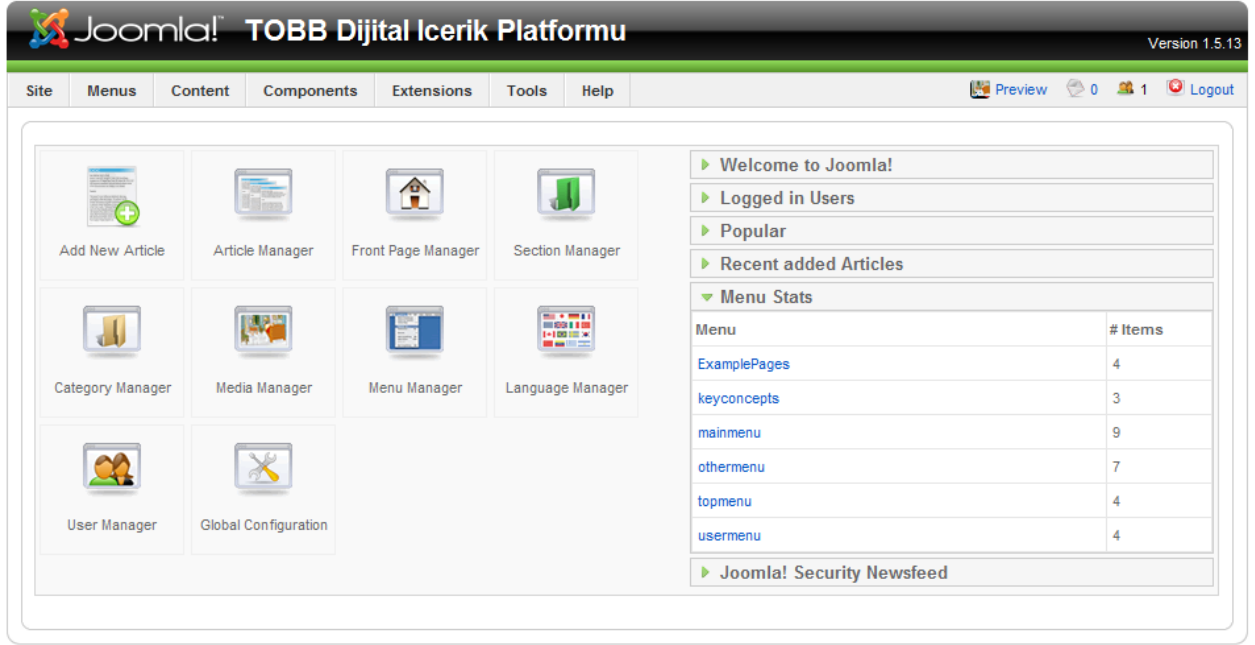 Joomla!® TOBB Dijital Icerik Platformu
Version 1.5.13
Site Menus Content Components Extensions Tools Help Preview 0 1 Logout
Add New Article Article Manager Front Page Manager Section Manager
Category Manager Media Manager Menu Manager Language Manager
User Manager Global Configuration
Welcome to Joomla!
Logged in Users
Popular
Recent added Articles
Menu Stats
Menu # Items
ExamplePages 4
keyconcepts 3
mainmenu 9
othermenu 7
topmenu 4
usermenu 4
Joomla! Security Newsfeed